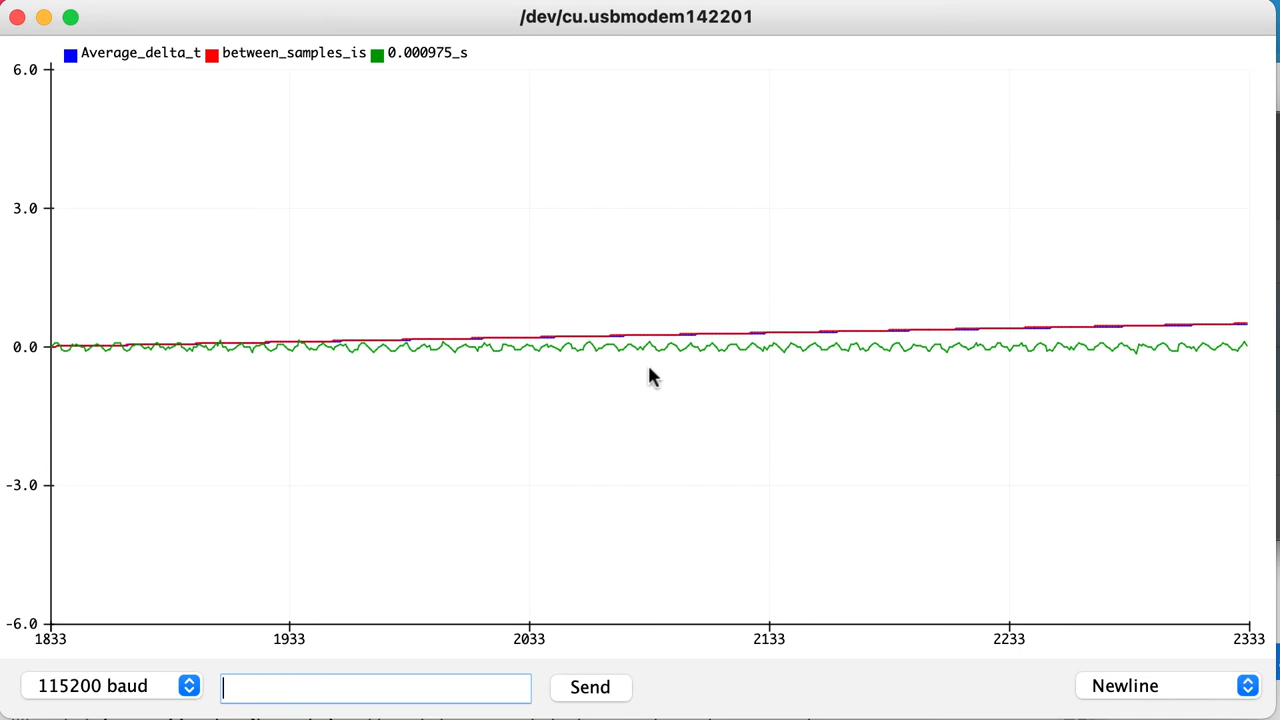 /dev/cu.usbmodem142201
Average_delta_t between_samples_is 0.000975_s
6.0
3.0
0.0
-3.0
-6.0
1833 1933 2033 2133 2233 2333
115200 baud Send Newline